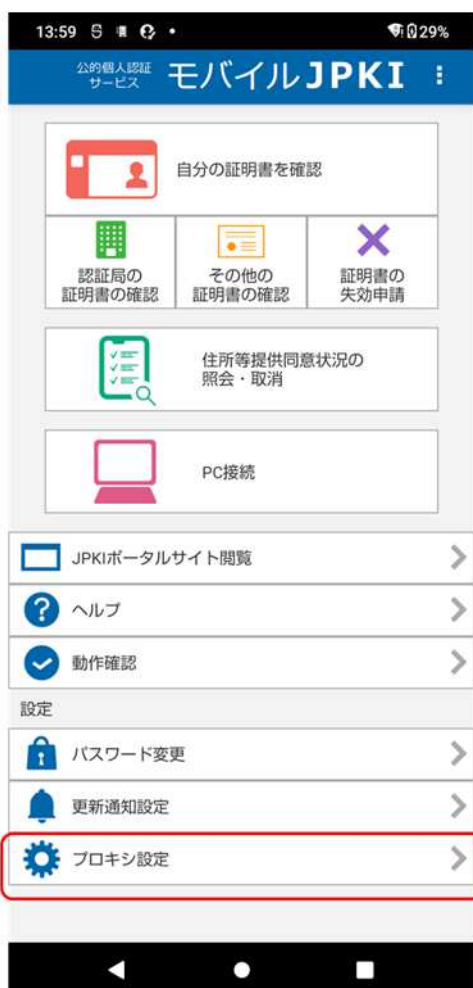 13:59
29%
公的個人認証
サービス
モバイルJPKI
自分の証明書を確認
認証局の
証明書の確認
その他の
証明書の確認
証明書の
失効申請
住所等提供同意状況の
照会・取消
PC接続
JPKIポータルサイト閲覧
ヘルプ
動作確認
設定
パスワード変更
更新通知設定
プロキシ設定